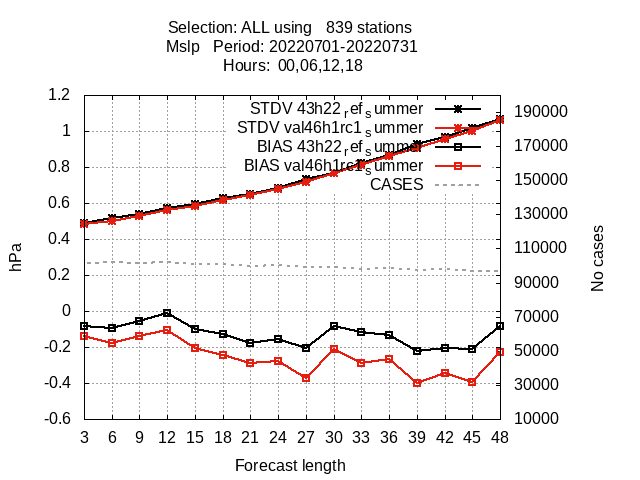 Selection: ALL using   839 stations
Mslp   Period: 20220701-20220731
Hours:  00,06,12,18
STDV 43h22_ref_summer
STDV val46h1rc1_summer
BIAS 43h22_ref_summer
BIAS val46h1rc1_summer
CASES
1.2
1
0.8
0.6
0.4
0.2
0
-0.2
-0.4
-0.6
hPa
190000
170000
150000
130000
110000
90000
70000
50000
30000
10000
No cases
3 6 9 12 15 18 21 24 27 30 33 36 39 42 45 48
Forecast length